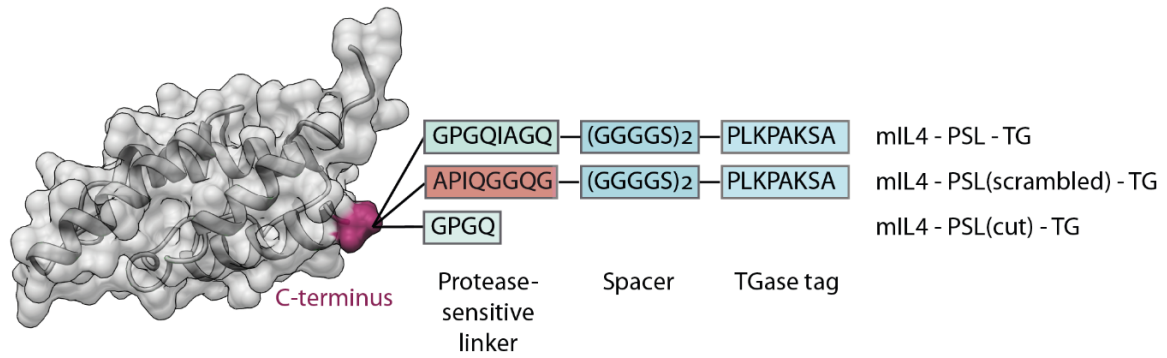 GPGQIAGQ (GGGGS)2 PLKPAKSA mIL4 - PSL - TG
APIQGGQG (GGGGS)2 PLKPAKSA mIL4 - PSL(scrambled) - TG
GPGQ mIL4 - PSL(cut) - TG
C-terminus
Protease-
sensitive
linker
Spacer
TGase tag